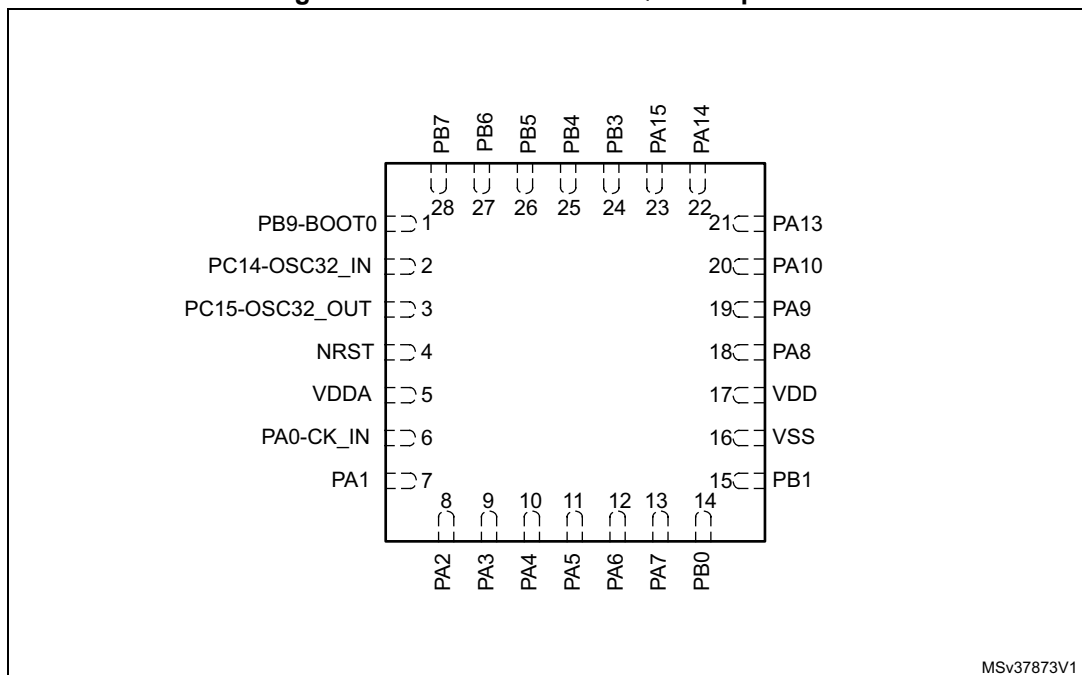 PB7 PB6 PB5 PB4 PB3 PA15 PA14
28 27 26 25 24 23 22
PB9-BOOT0 1 21 PA13
PC14-OSC32_IN 2 20 PA10
PC15-OSC32_OUT 3 19 PA9
NRST 4 18 PA8
VDDA 5 17 VDD
PA0-CK_IN 6 16 VSS
PA1 7 15 PB1
8 9 10 11 12 13 14
PA2 PA3 PA4 PA5 PA6 PA7 PB0
MSv37873V1